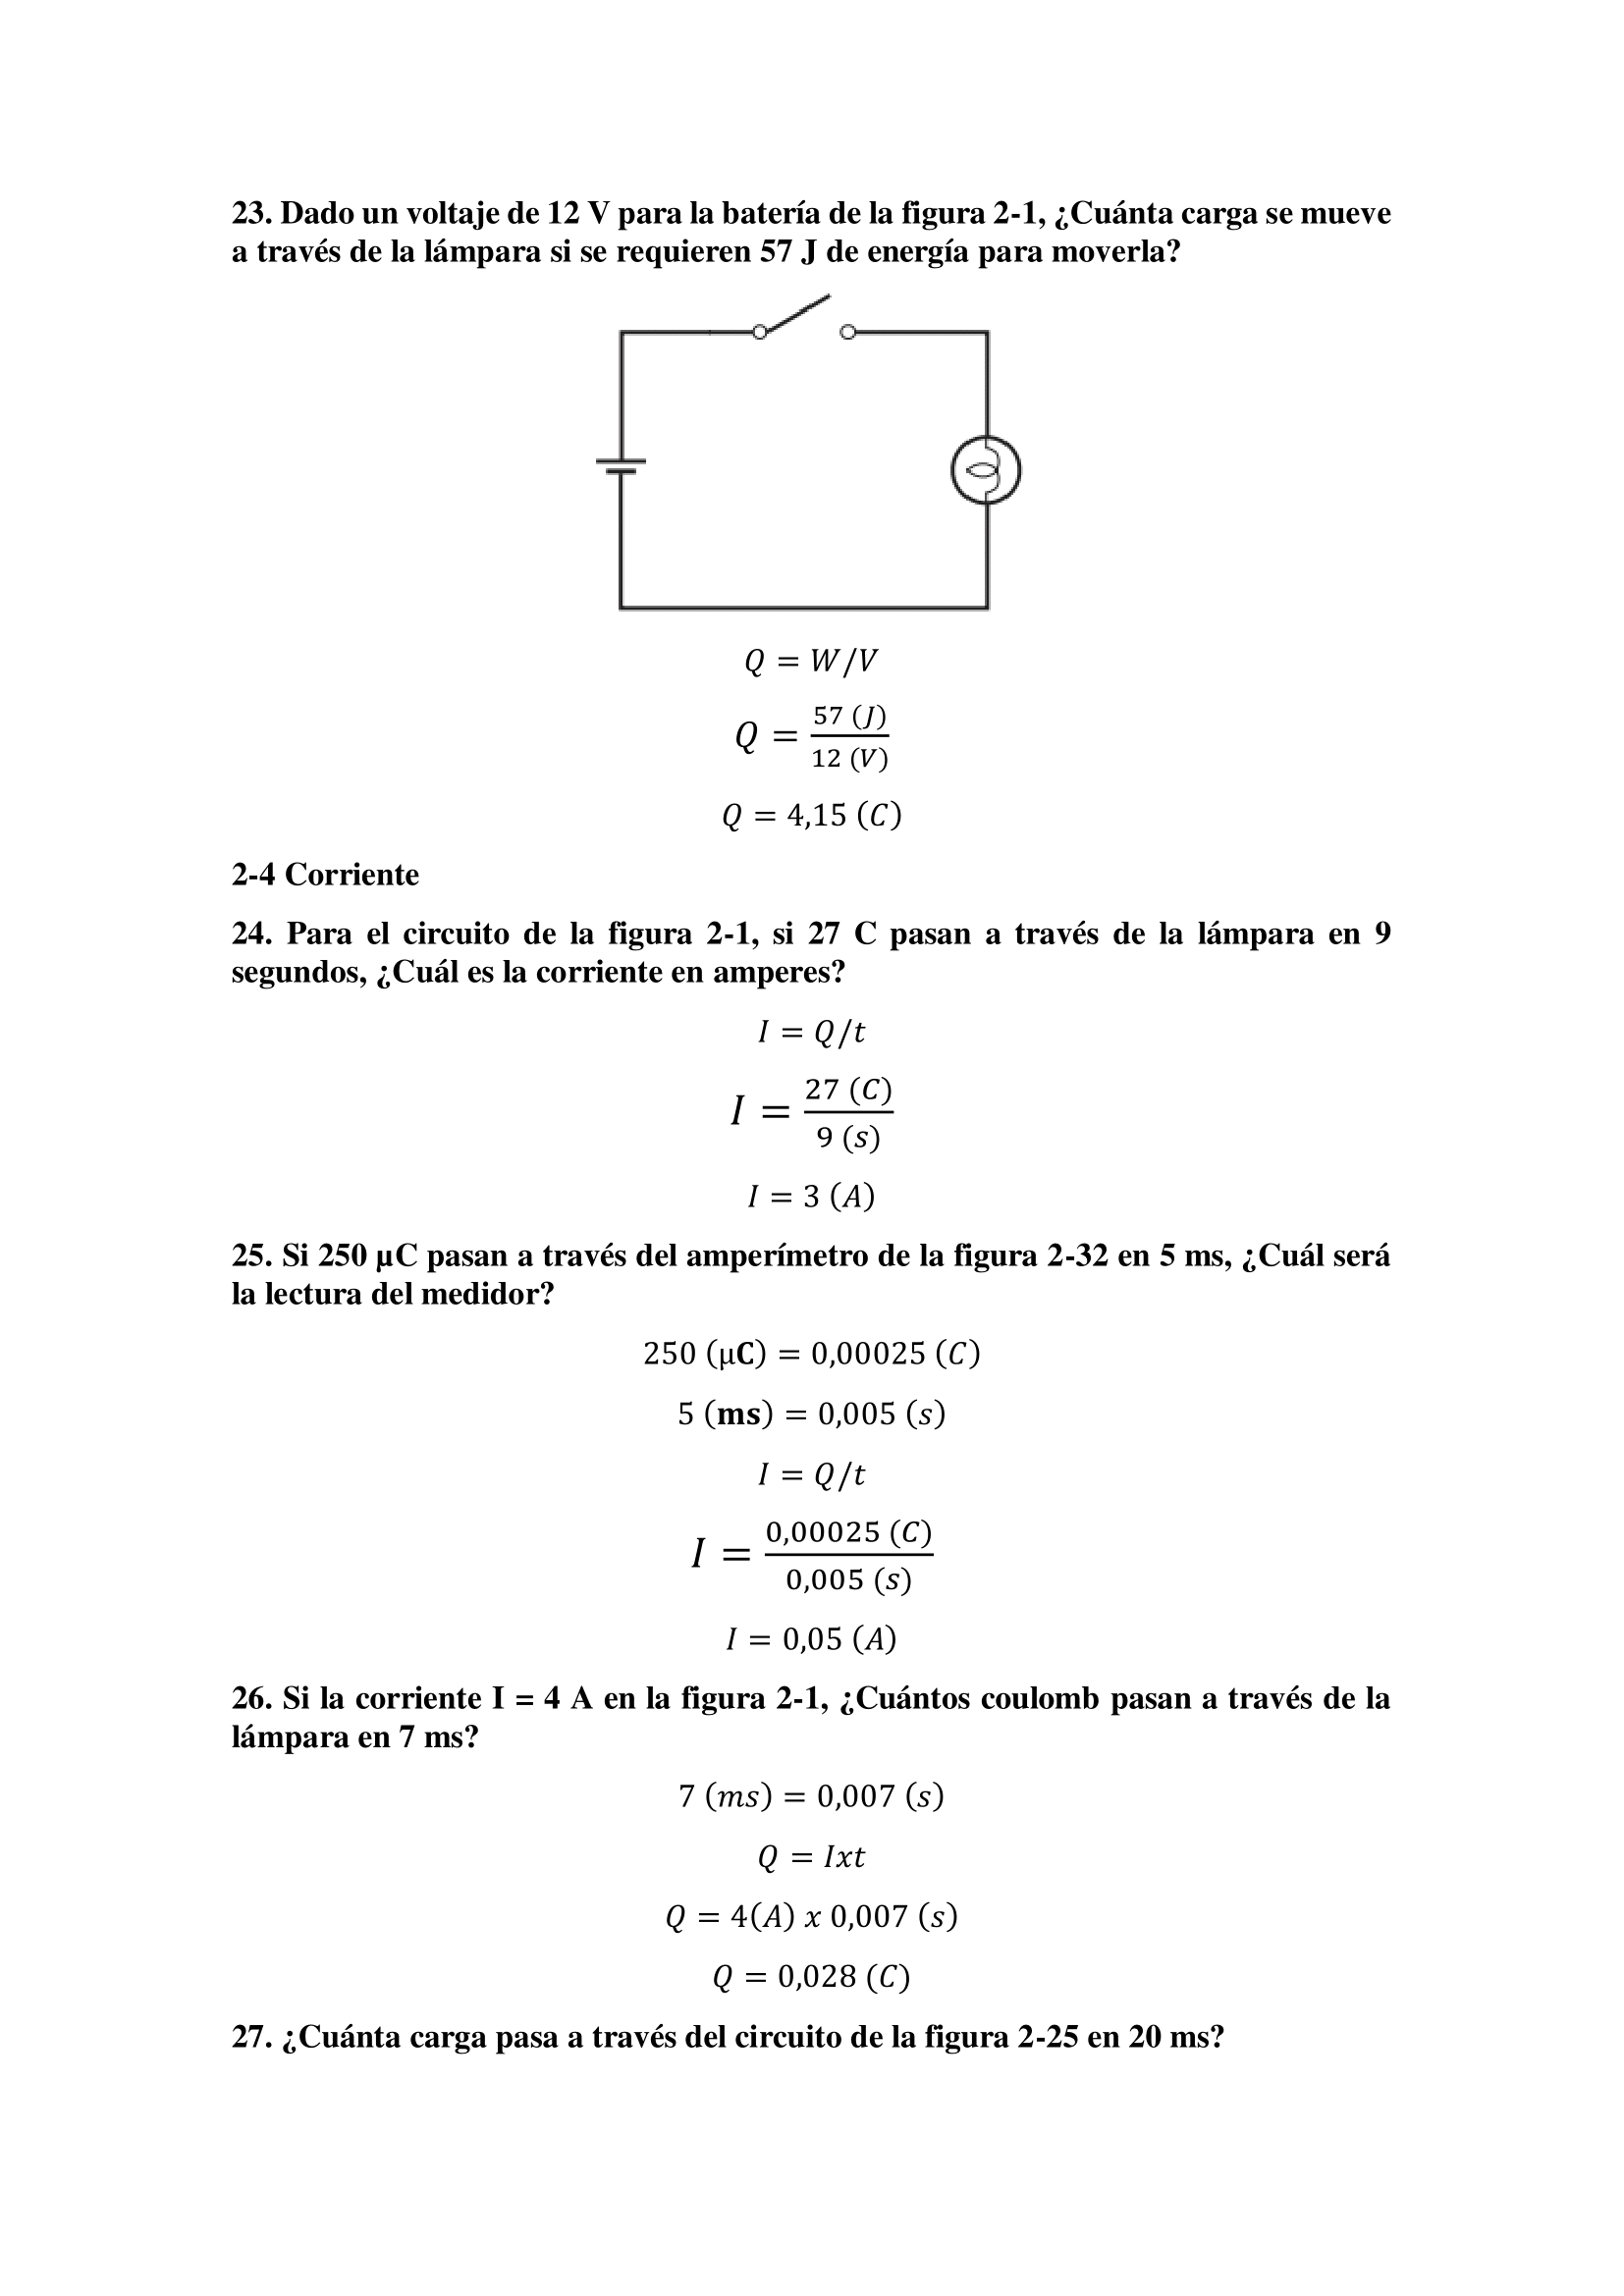 23. Dado un voltaje de 12 V para la batería de la figura 2-1, ¿Cuánta carga se mueve
a través de la lámpara si se requieren 57 J de energía para moverla?
Q = W/V
Q = 57 (J) / 12 (V)
Q = 4,15 (C)
2-4 Corriente
24. Para el circuito de la figura 2-1, si 27 C pasan a través de la lámpara en 9
segundos, ¿Cuál es la corriente en amperes?
I = Q/t
I = 27 (C) / 9 (s)
I = 3 (A)
25. Si 250 µC pasan a través del amperímetro de la figura 2-32 en 5 ms, ¿Cuál será
la lectura del medidor?
250 (µC) = 0,00025 (C)
5 (ms) = 0,005 (s)
I = Q/t
I = 0,00025 (C) / 0,005 (s)
I = 0,05 (A)
26. Si la corriente I = 4 A en la figura 2-1, ¿Cuántos coulomb pasan a través de la
lámpara en 7 ms?
7 (ms) = 0,007 (s)
Q = Ixt
Q = 4(A) x 0,007 (s)
Q = 0,028 (C)
27. ¿Cuánta carga pasa a través del circuito de la figura 2-25 en 20 ms?